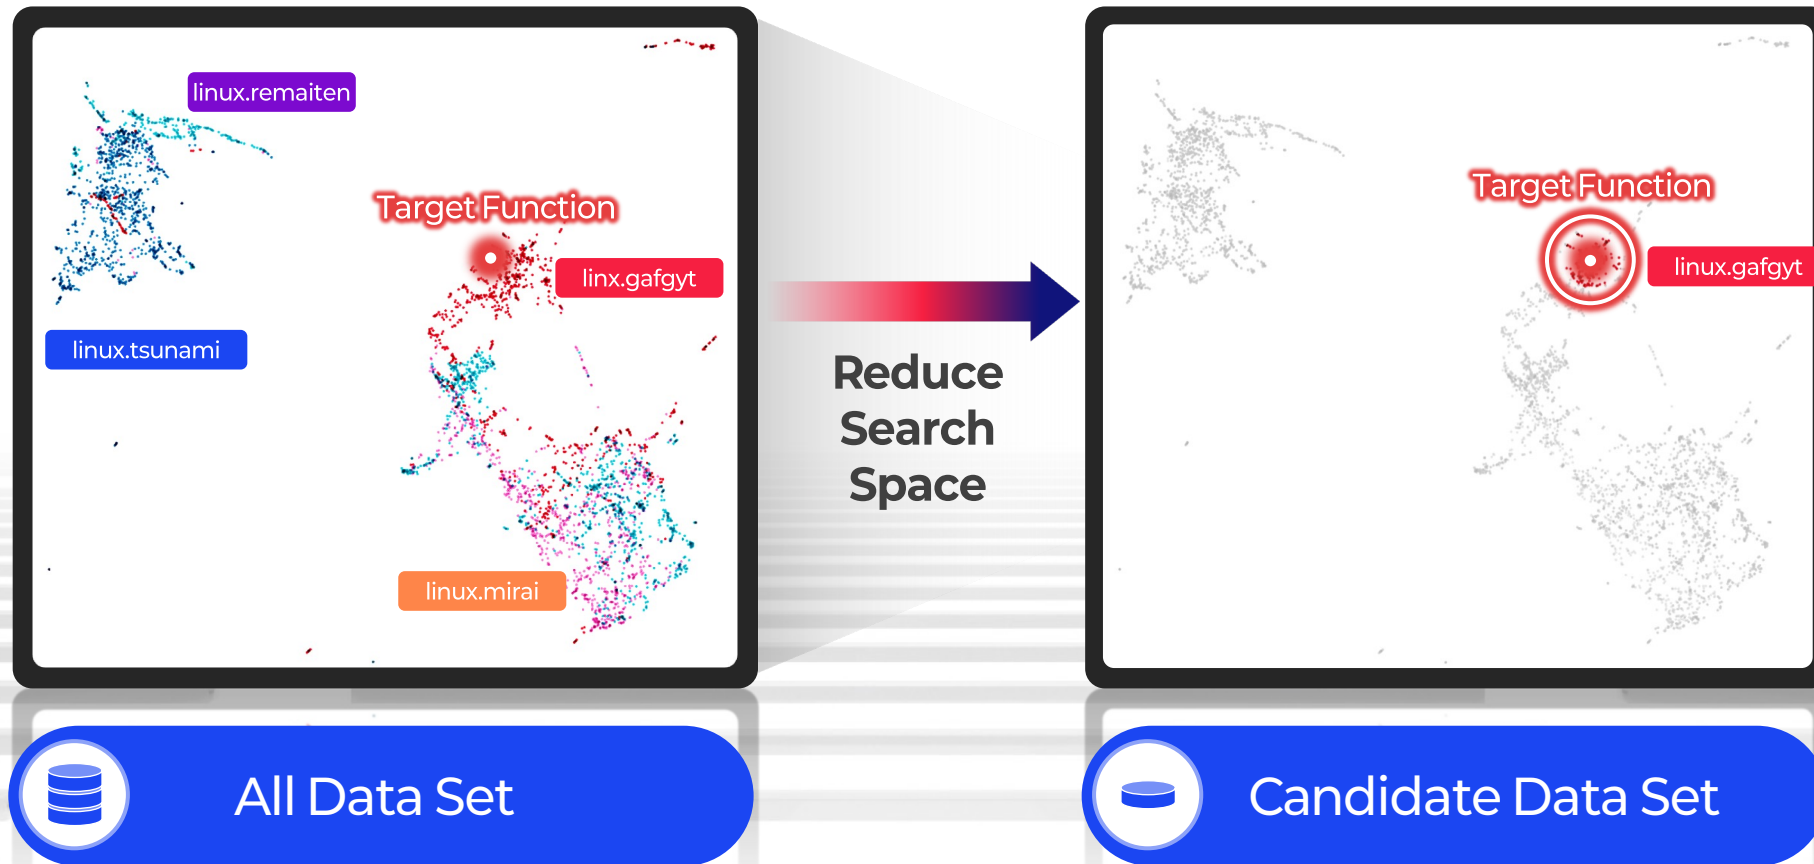 linux.remaiten
Target Function
linx.gafgyt
linux.tsunami
linux.mirai
All Data Set
Reduce
Search
Space
Target Function
linux.gafgyt
Candidate Data Set